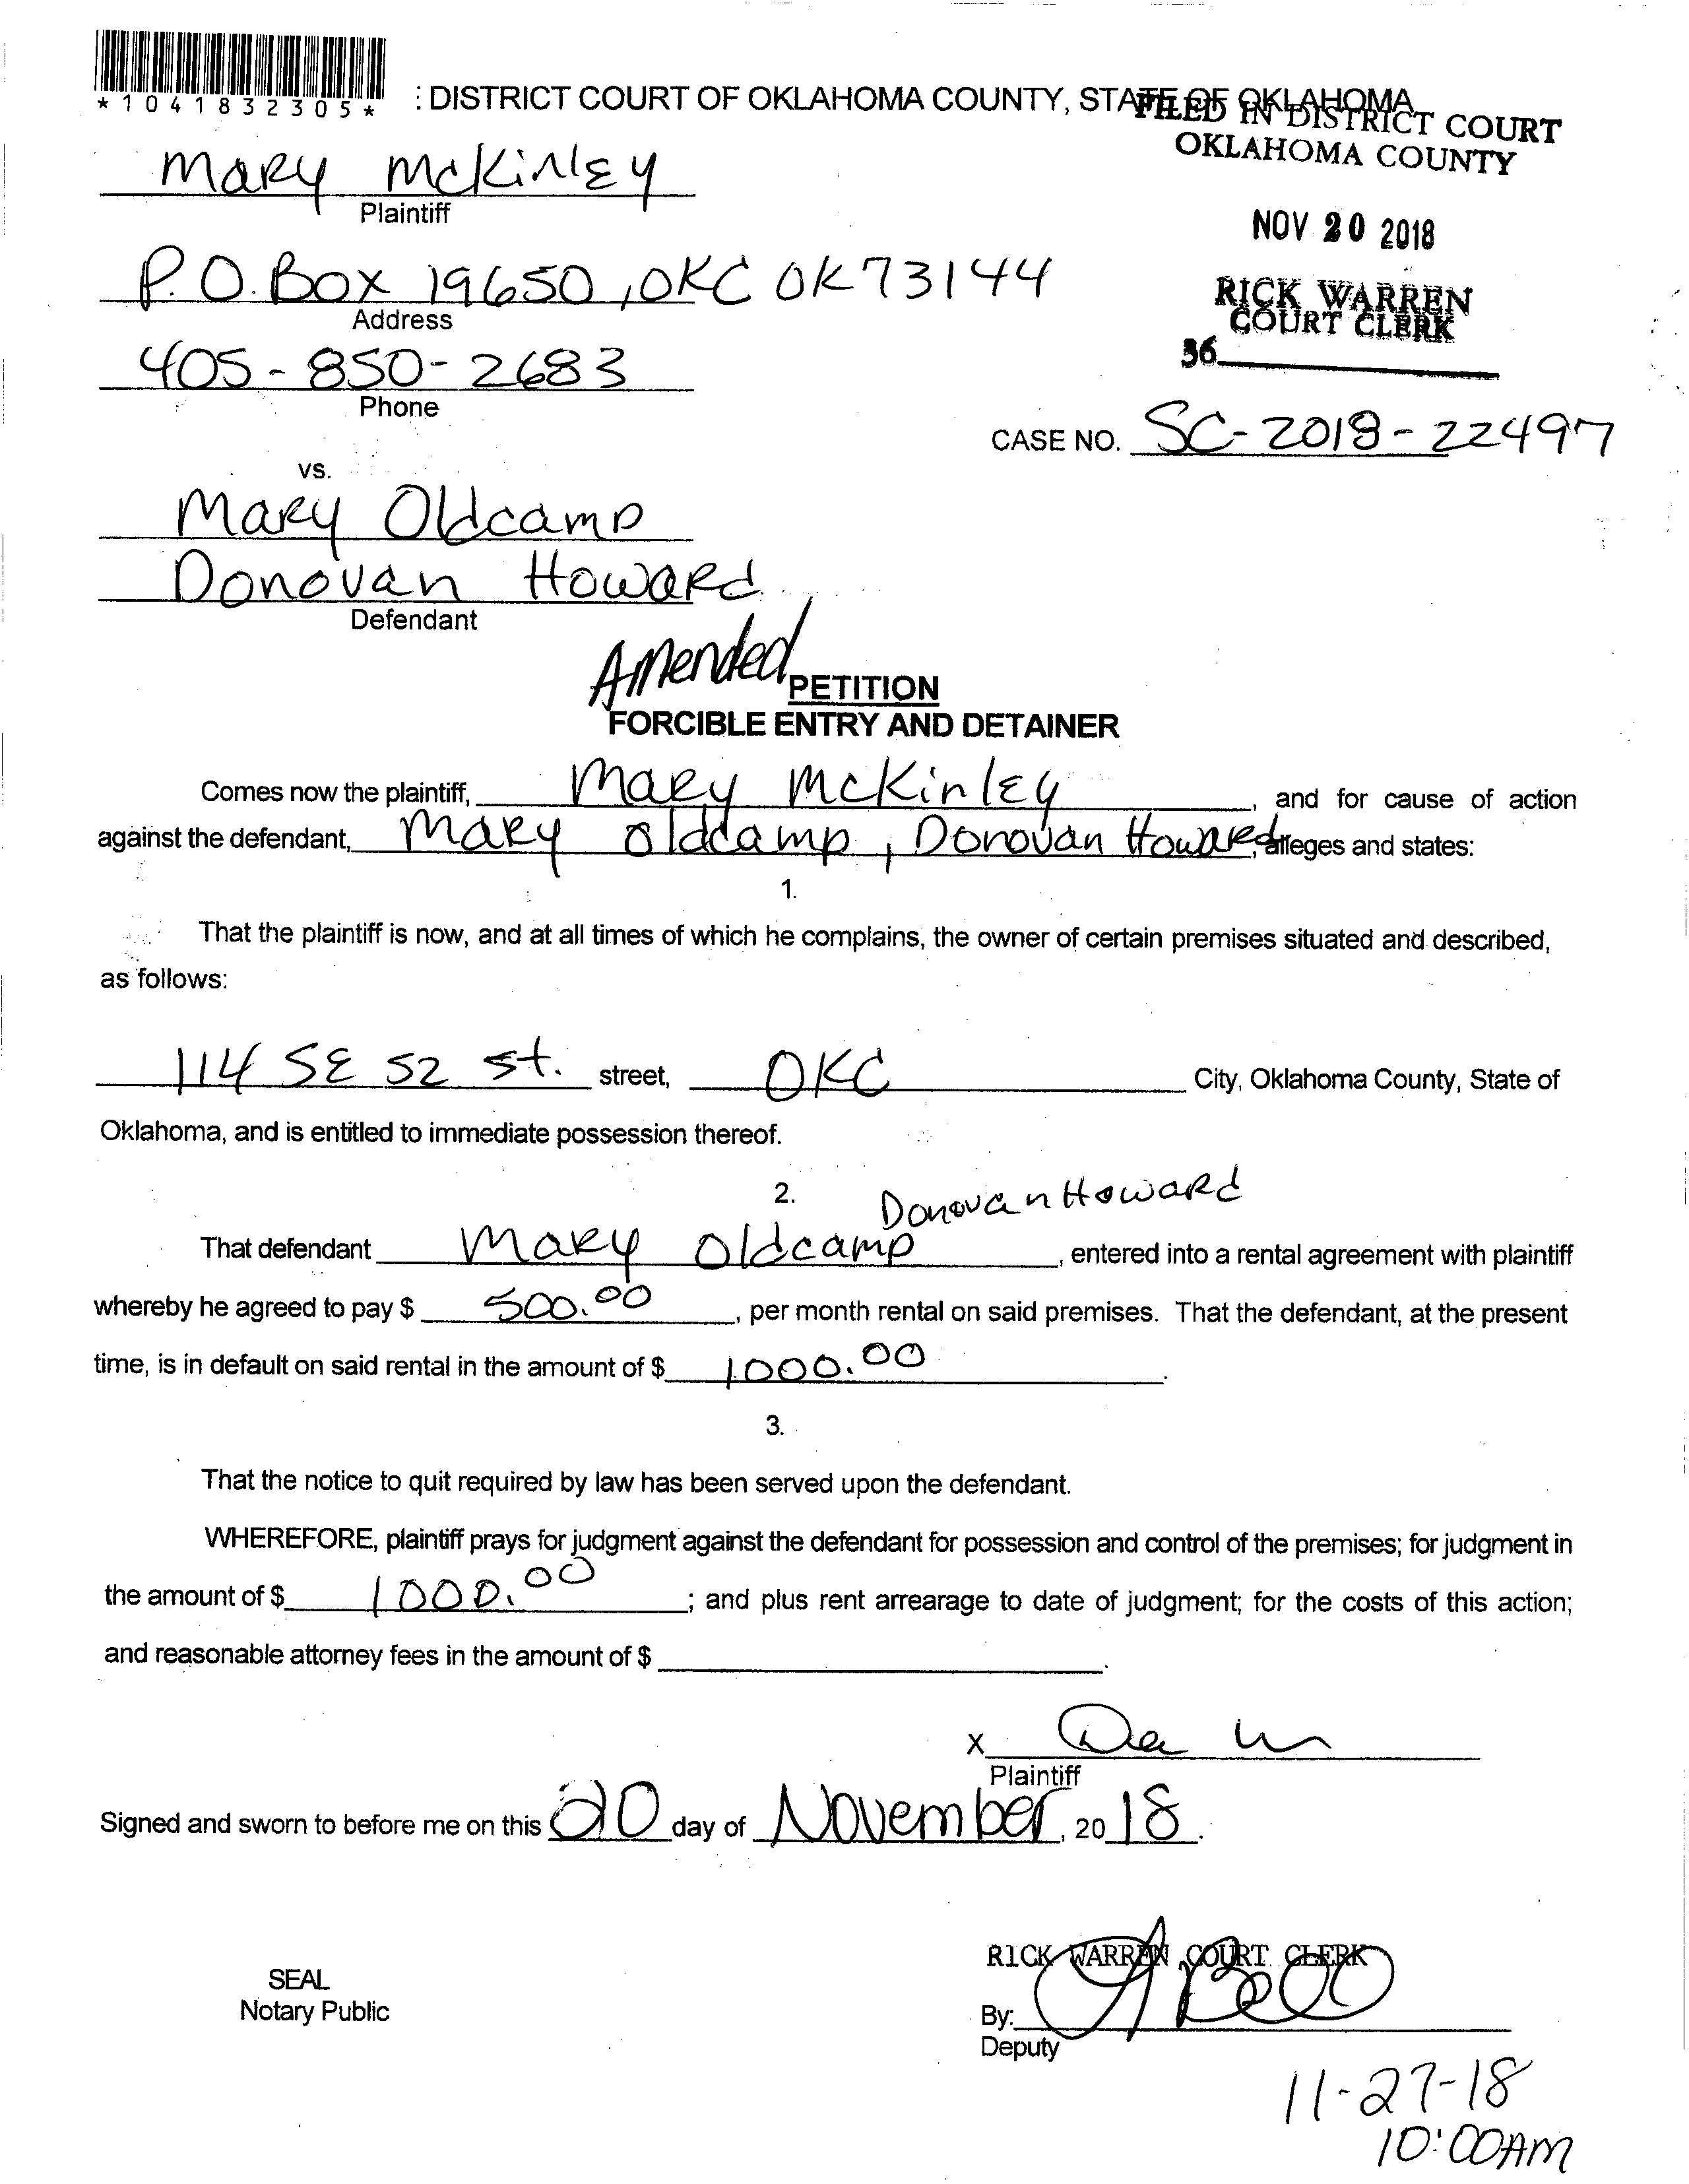 *1041832305*
: DISTRICT COURT OF OKLAHOMA COUNTY, STATE OF OKLAHOMA
FILED IN DISTRICT COURT
OKLAHOMA COUNTY
Mary McKinley
Plaintiff
NOV 20 2018
P.O. Box 19650, OKC OK 73144
Address
RICK WARREN
COURT CLERK
405-850-2683
Phone
36
CASE NO. SC-2018-22497
vs.
Mary Oldcamp
Donovan Howard
Defendant
Amended PETITION
FORCIBLE ENTRY AND DETAINER
Comes now the plaintiff, Mary McKinley, and for cause of action
against the defendant, Mary Oldcamp, Donovan Howard, alleges and states:
1.
That the plaintiff is now, and at all times of which he complains, the owner of certain premises situated and described,
as follows:
114 SE 52 St. street, OKC City, Oklahoma County, State of
Oklahoma, and is entitled to immediate possession thereof.
2.
Donovan Howard
That defendant Mary Oldcamp, entered into a rental agreement with plaintiff
whereby he agreed to pay $ 500.00, per month rental on said premises. That the defendant, at the present
time, is in default on said rental in the amount of $ 1000.00.
3.
That the notice to quit required by law has been served upon the defendant.
WHEREFORE, plaintiff prays for judgment against the defendant for possession and control of the premises; for judgment in
the amount of $ 1000.00; and plus rent arrearage to date of judgment; for the costs of this action;
and reasonable attorney fees in the amount of $.
X
Plaintiff
Signed and sworn to before me on this 20 day of November, 2018.
RICK WARREN COURT CLERK
SEAL
Notary Public
By:
Deputy
11-27-18
10:00AM